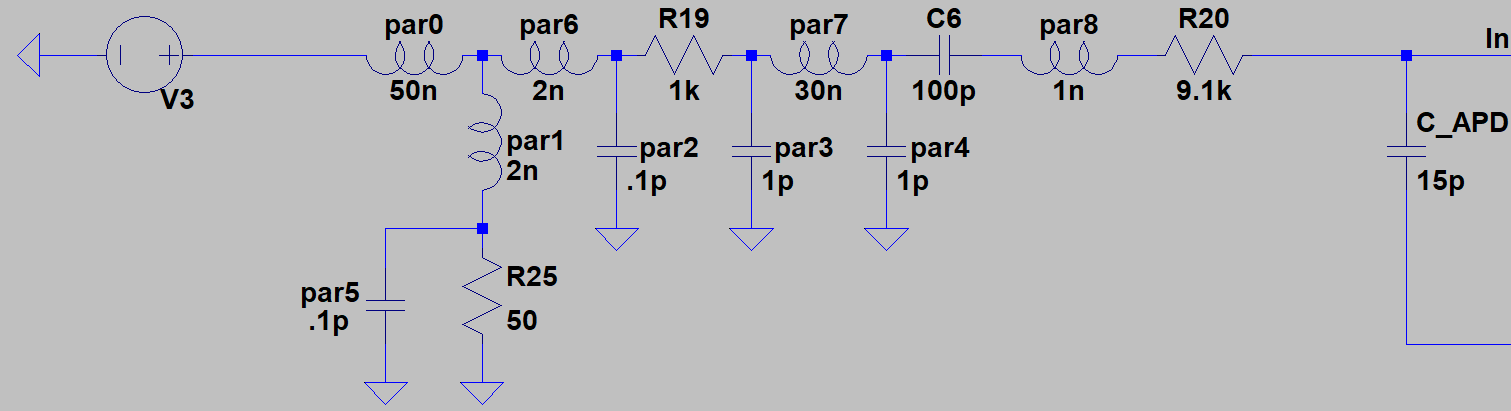 par0
par6
R19
par7
C6
par8
R20
In
V3
50n
2n
1k
30n
100p
1n
9.1k
par1
2n
par2
.1p
par3
1p
par4
1p
C_APD
15p
par5
.1p
R25
50